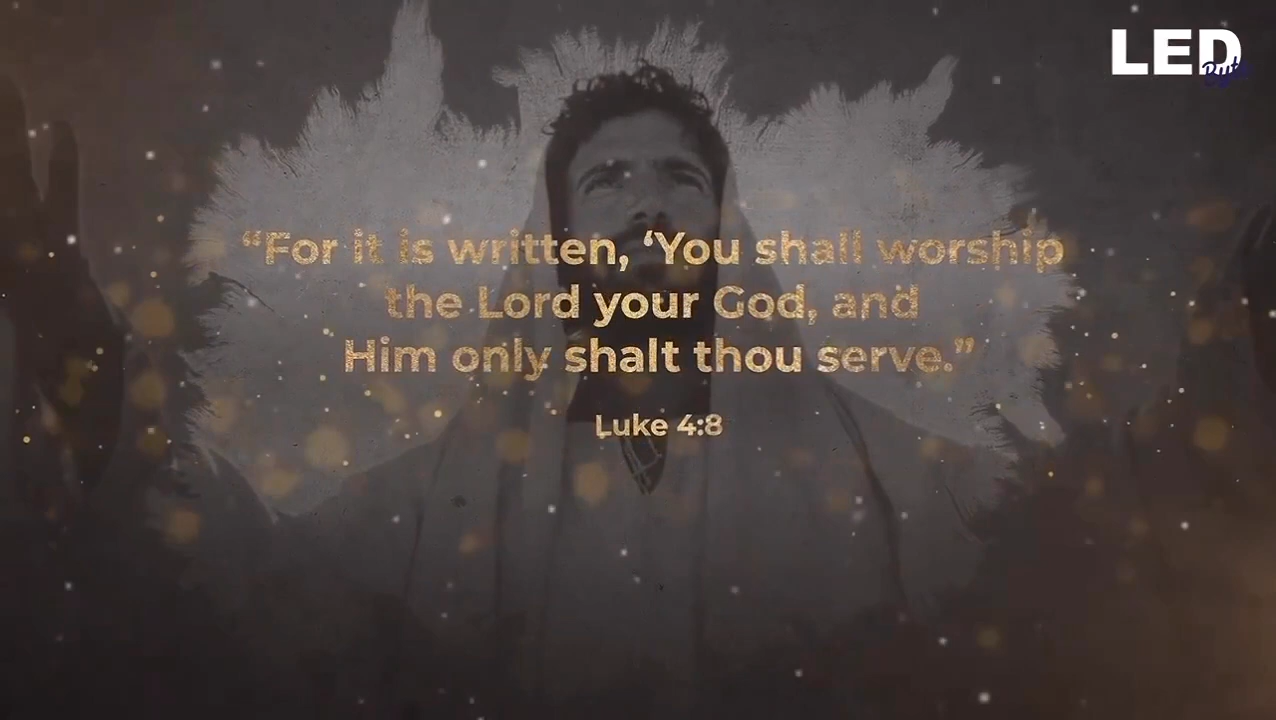 LED
Byte
“For it is written, ‘You shall worship
the Lord your God, and
Him only shalt thou serve.”
Luke 4:8